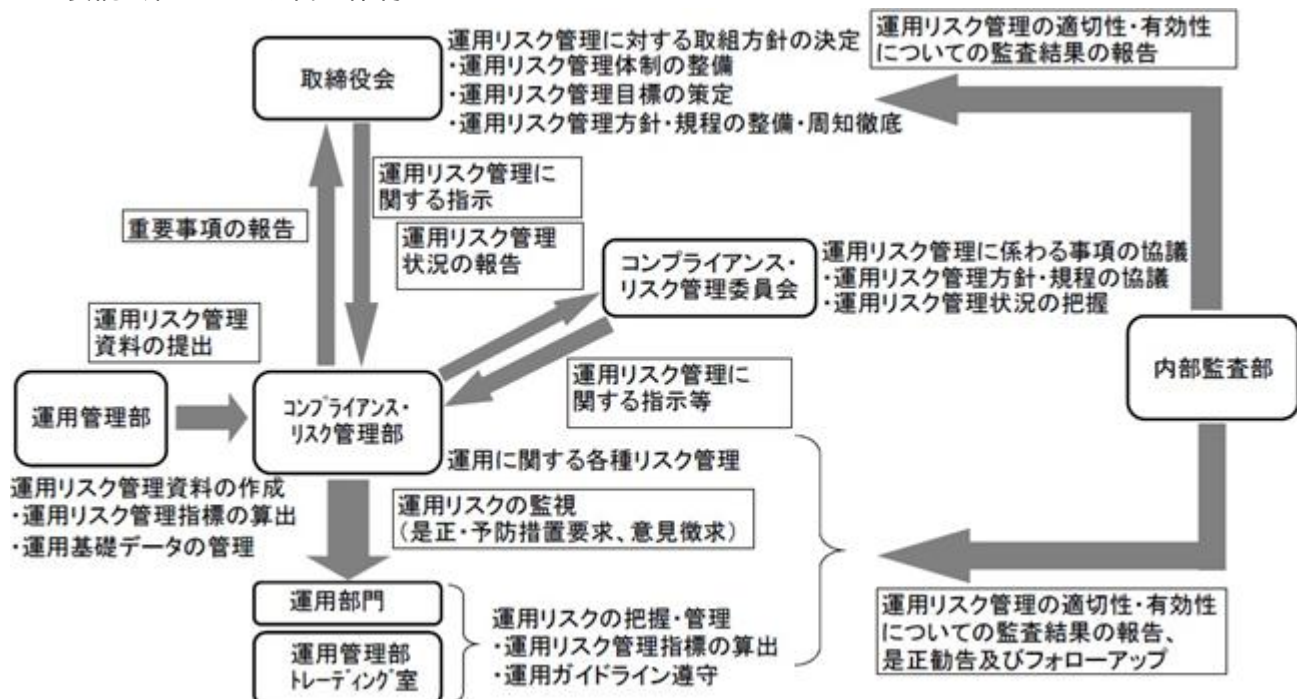 運用リスク管理に対する取組方針の決定
・運用リスク管理体制の整備
・運用リスク管理目標の策定
・運用リスク管理方針・規程の整備・周知徹底
取締役会
運用リスク管理の適切性・有効性
についての監査結果の報告
運用リスク管理に
関する指示
重要事項の報告
運用リスク管理
状況の報告
コンプライアンス・
リスク管理委員会
運用リスク管理に係わる事項の協議
・運用リスク管理方針・規程の協議
・運用リスク管理状況の把握
運用リスク管理
資料の提出
内部監査部
運用管理部
コンプライアンス・
リスク管理部
運用リスク管理に
関する指示等
運用に関する各種リスク管理
運用リスク管理資料の作成
・運用リスク管理指標の算出
・運用基礎データの管理
運用リスクの監視
(是正・予防措置要求、意見徴求)
運用部門
運用管理部
トレーディング室
運用リスクの把握・管理
・運用リスク管理指標の算出
・運用ガイドライン遵守
運用リスク管理の適切性・有効性
についての監査結果の報告、
是正勧告及びフォローアップ